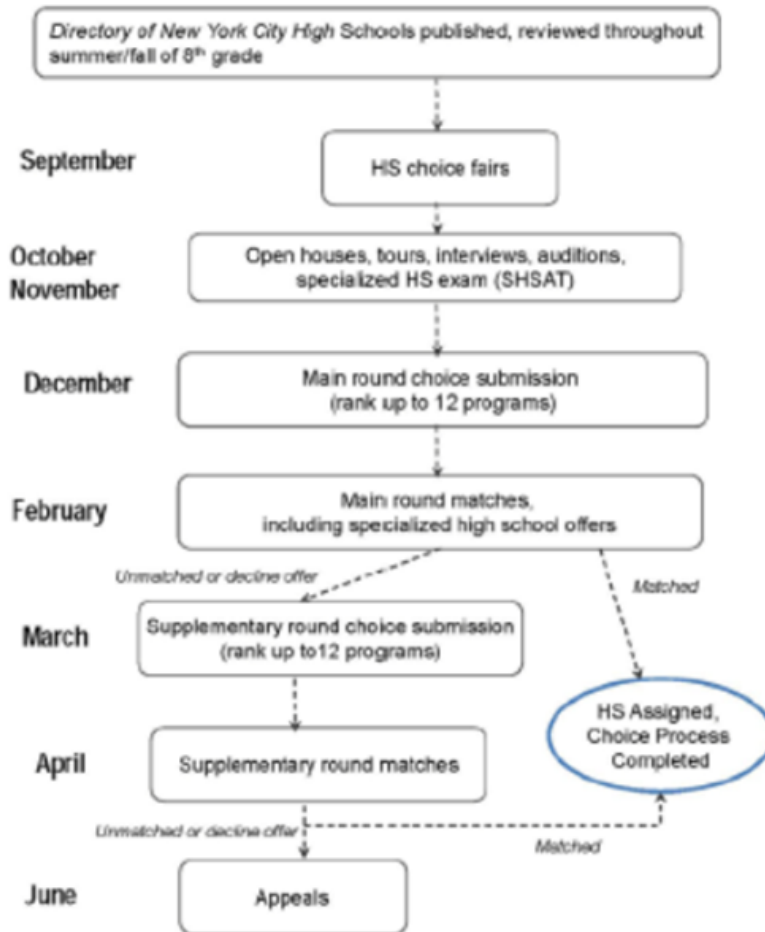 Directory of New York City High Schools published, reviewed throughout
summer/fall of 8th grade
September
HS choice fairs
October
November
Open houses, tours, interviews, auditions,
specialized HS exam (SHSAT)
December
Main round choice submission
(rank up to 12 programs)
February
Main round matches,
including specialized high school offers
Unmatched or decline offer
Matched
March
Supplementary round choice submission
(rank up to12 programs)
HS Assigned,
Choice Process
Completed
April
Supplementary round matches
Unmatched or decline offer
Matched
June
Appeals